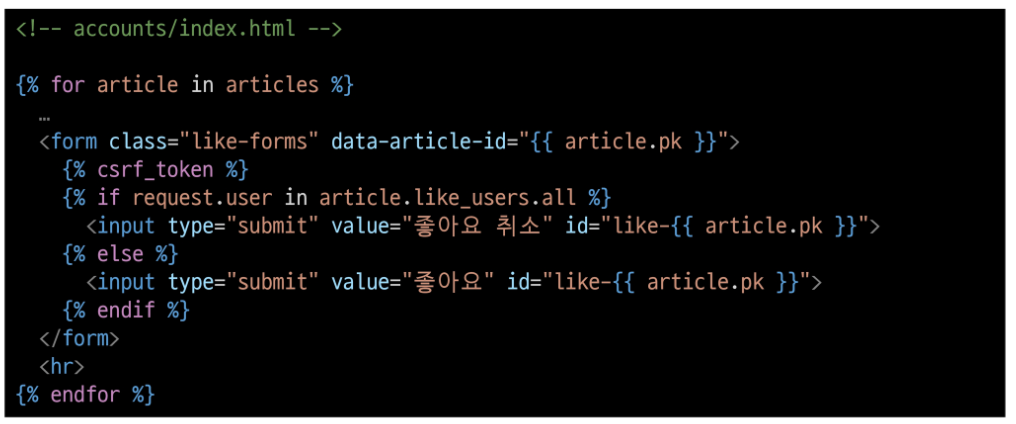 <!-- accounts/index.html -->
{% for article in articles %}
…
<form class="like-forms" data-article-id="{{ article.pk }}">
{% csrf_token %}
{% if request.user in article.like_users.all %}
<input type="submit" value="좋아요 취소" id="like-{{ article.pk }}">
{% else %}
<input type="submit" value="좋아요" id="like-{{ article.pk }}">
{% endif %}
</form>
<hr>
{% endfor %}